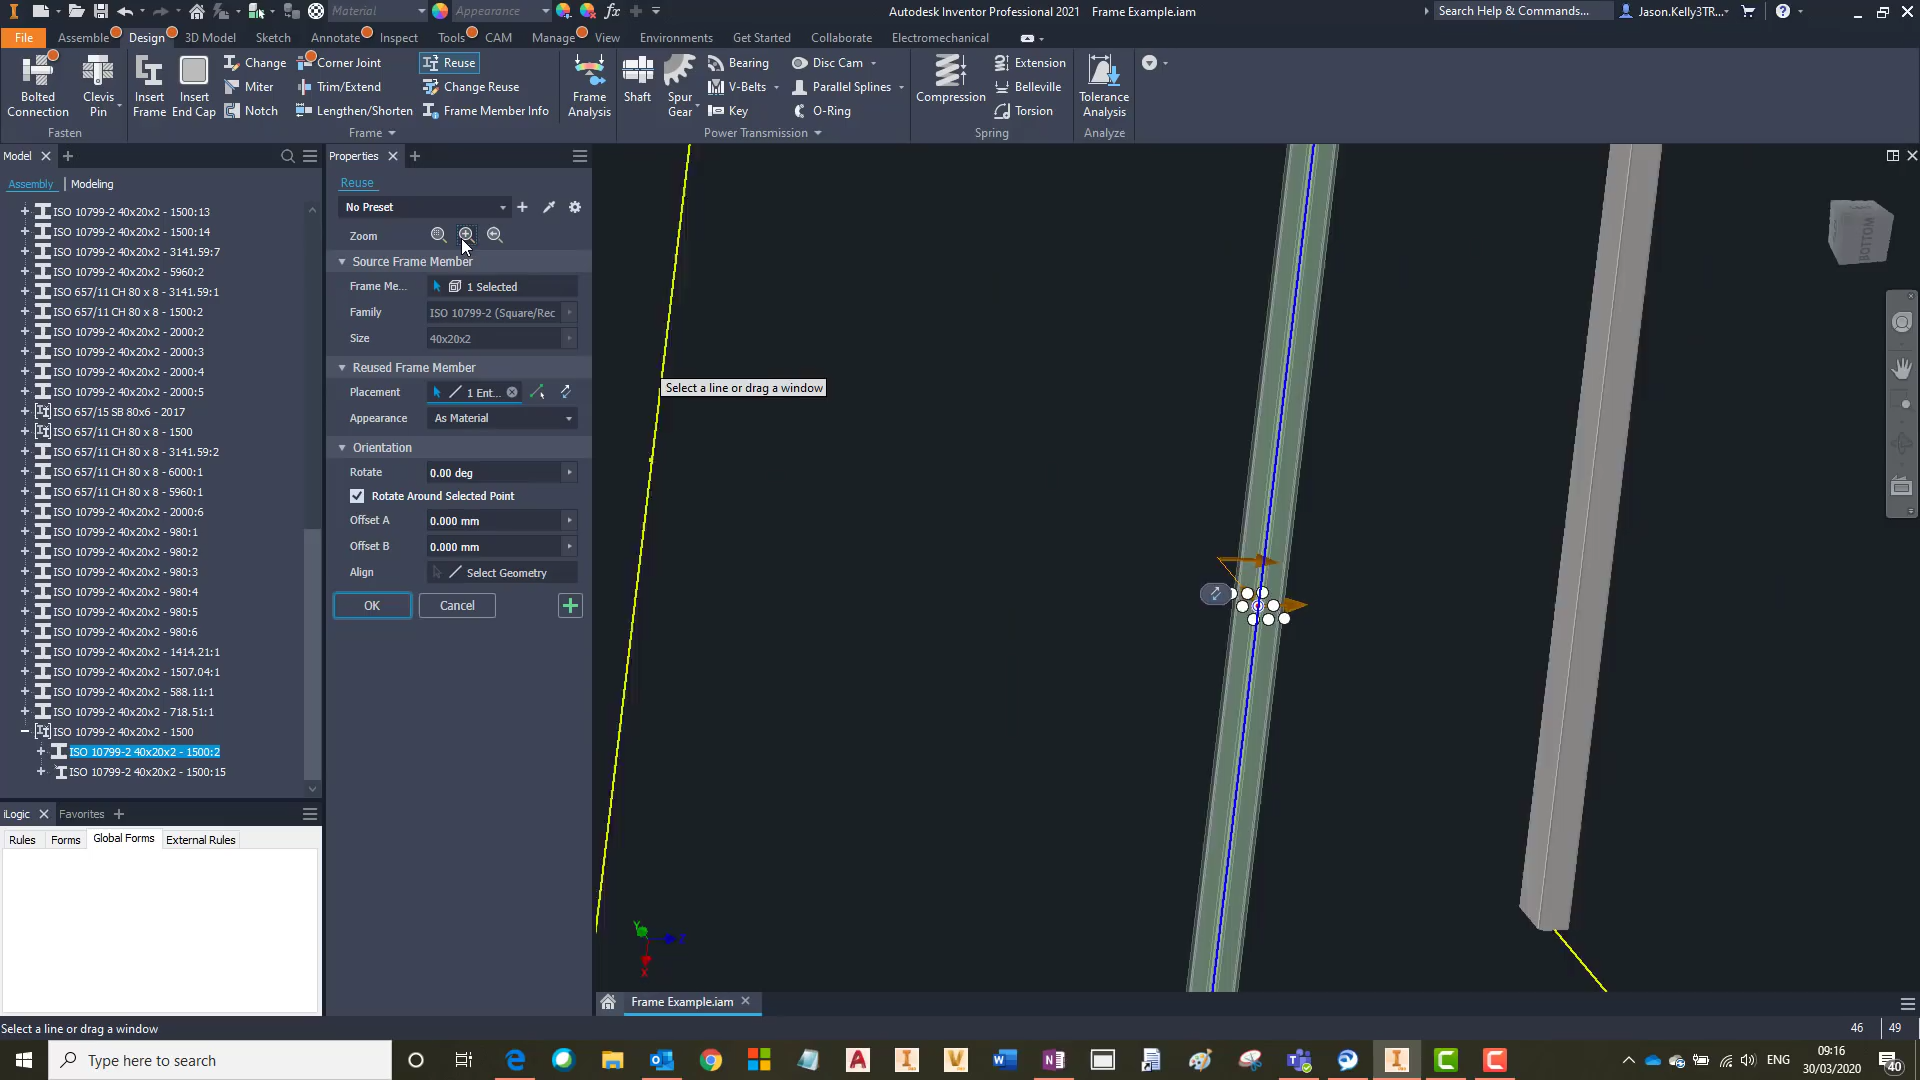 Material
Appearance
Autodesk Inventor Professional 2021 Frame Example.iam
Search Help & Commands...
Jason.Kelly3TR...
File
Assemble
Design
3D Model
Sketch
Annotate
Inspect
Tools
CAM
Manage
View
Environments
Get Started
Collaborate
Electromechanical
Bolted Connection
Clevis Pin
Insert Frame
Insert End Cap
Change
Miter
Notch
Corner Joint
Trim/Extend
Lengthen/Shorten
Reuse
Change Reuse
Frame Member Info
Frame Analysis
Shaft
Spur Gear
Bearing
V-Belts
Key
Disc Cam
Parallel Splines
O-Ring
Compression
Extension
Belleville
Torsion
Tolerance Analysis
Fasten
Frame
Power Transmission
Spring
Analyze
Model
Assembly | Modeling
ISO 10799-2 40x20x2 - 1500:13
ISO 10799-2 40x20x2 - 1500:14
ISO 10799-2 40x20x2 - 3141.59:7
ISO 10799-2 40x20x2 - 5960:2
ISO 657/11 CH 80 x 8 - 3141.59:1
ISO 657/11 CH 80 x 8 - 1500:2
ISO 10799-2 40x20x2 - 2000:2
ISO 10799-2 40x20x2 - 2000:3
ISO 10799-2 40x20x2 - 2000:4
ISO 10799-2 40x20x2 - 2000:5
ISO 657/15 SB 80x6 - 2017
ISO 657/11 CH 80 x 8 - 1500
ISO 657/11 CH 80 x 8 - 3141.59:2
ISO 657/11 CH 80 x 8 - 6000:1
ISO 657/11 CH 80 x 8 - 5960:1
ISO 10799-2 40x20x2 - 2000:6
ISO 10799-2 40x20x2 - 980:1
ISO 10799-2 40x20x2 - 980:2
ISO 10799-2 40x20x2 - 980:3
ISO 10799-2 40x20x2 - 980:4
ISO 10799-2 40x20x2 - 980:5
ISO 10799-2 40x20x2 - 980:6
ISO 10799-2 40x20x2 - 1414.21:1
ISO 10799-2 40x20x2 - 1507.04:1
ISO 10799-2 40x20x2 - 588.11:1
ISO 10799-2 40x20x2 - 718.51:1
ISO 10799-2 40x20x2 - 1500
ISO 10799-2 40x20x2 - 1500:2
ISO 10799-2 40x20x2 - 1500:15
iLogic
Favorites
Rules
Forms
Global Forms
External Rules
Properties
Reuse
No Preset
Zoom
Source Frame Member
Frame Me... 1 Selected
Family ISO 10799-2 (Square/Rec
Size 40x20x2
Reused Frame Member
Placement 1 Ent...
Appearance As Material
Orientation
Rotate 0.00 deg
Rotate Around Selected Point
Offset A 0.000 mm
Offset B 0.000 mm
Align Select Geometry
OK
Cancel
Select a line or drag a window
BOTTOM
Y
Z
X
Frame Example.iam
Select a line or drag a window
46
49
Type here to search
ENG
09:16
30/03/2020
40